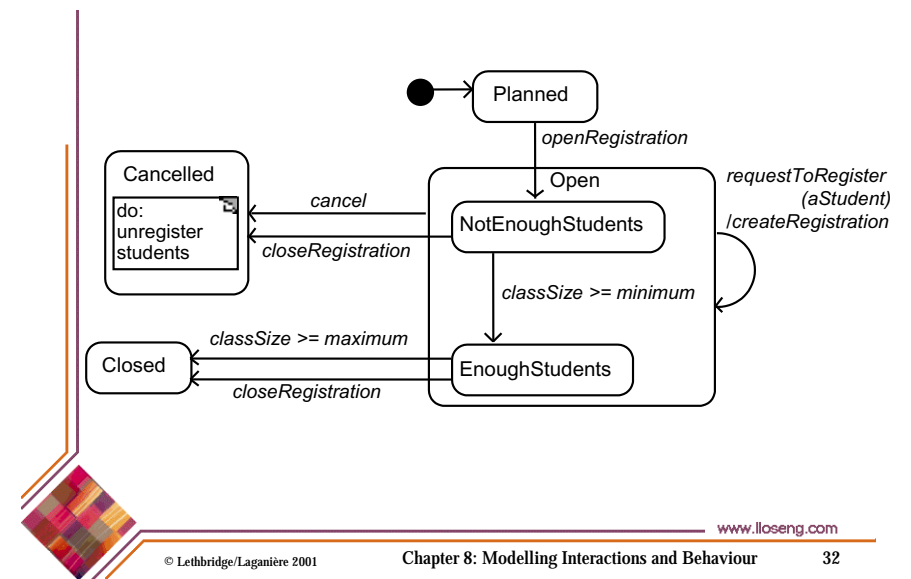 Planned
openRegistration
Cancelled
Open
requestToRegister
(aStudent)
/createRegistration
do:
unregister
students
cancel
NotEnoughStudents
closeRegistration
classSize >= minimum
classSize >= maximum
Closed
EnoughStudents
closeRegistration
www.lloseng.com
© Lethbridge/Laganière 2001
Chapter 8: Modelling Interactions and Behaviour
32